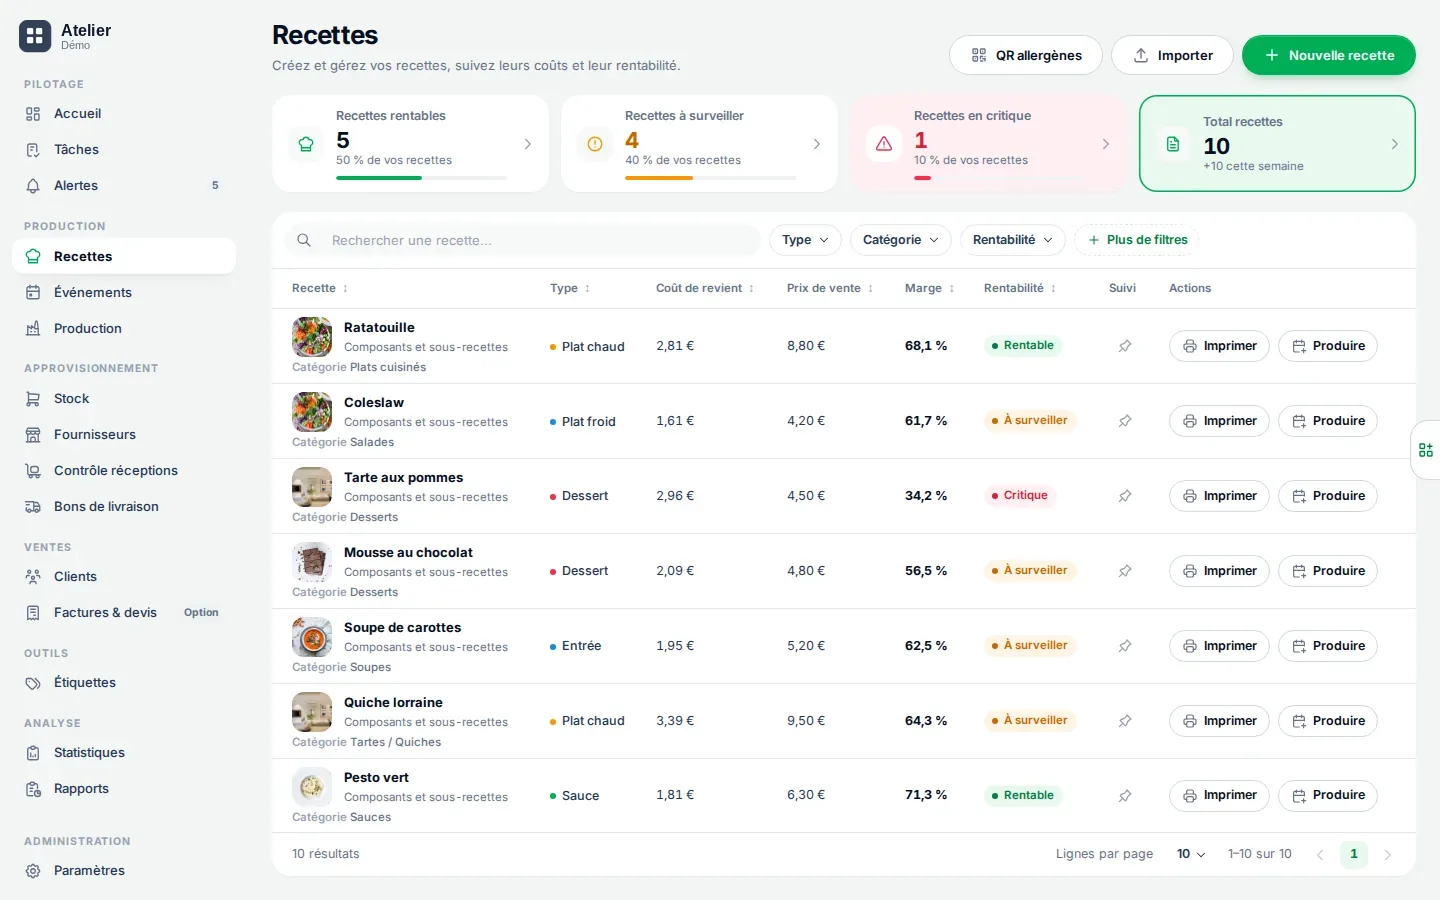 Atelier
Démo
PILOTAGE
Accueil
Tâches
Alertes 5
PRODUCTION
Recettes
Événements
Production
APPROVISIONNEMENT
Stock
Fournisseurs
Contrôle réceptions
Bons de livraison
VENTES
Clients
Factures & devis Option
OUTILS
Étiquettes
ANALYSE
Statistiques
Rapports
ADMINISTRATION
Paramètres
Recettes
Créez et gérez vos recettes, suivez leurs coûts et leur rentabilité.
QR allergènes
Importer
Nouvelle recette
Recettes rentables
5
50 % de vos recettes
Recettes à surveiller
4
40 % de vos recettes
Recettes en critique
1
10 % de vos recettes
Total recettes
10
+10 cette semaine
Rechercher une recette...
Type
Catégorie
Rentabilité
Plus de filtres
Recette ↕ Type ↕ Coût de revient ↕ Prix de vente ↕ Marge ↕ Rentabilité ↕ Suivi Actions
Ratatouille
Composants et sous-recettes
Catégorie Plats cuisinés
Plat chaud 2,81 € 8,80 € 68,1 % Rentable Imprimer Produire
Coleslaw
Composants et sous-recettes
Catégorie Salades
Plat froid 1,61 € 4,20 € 61,7 % À surveiller Imprimer Produire
Tarte aux pommes
Composants et sous-recettes
Catégorie Desserts
Dessert 2,96 € 4,50 € 34,2 % Critique Imprimer Produire
Mousse au chocolat
Composants et sous-recettes
Catégorie Desserts
Dessert 2,09 € 4,80 € 56,5 % À surveiller Imprimer Produire
Soupe de carottes
Composants et sous-recettes
Catégorie Soupes
Entrée 1,95 € 5,20 € 62,5 % À surveiller Imprimer Produire
Quiche lorraine
Composants et sous-recettes
Catégorie Tartes / Quiches
Plat chaud 3,39 € 9,50 € 64,3 % À surveiller Imprimer Produire
Pesto vert
Composants et sous-recettes
Catégorie Sauces
Sauce 1,81 € 6,30 € 71,3 % Rentable Imprimer Produire
10 résultats
Lignes par page 10 1–10 sur 10 1